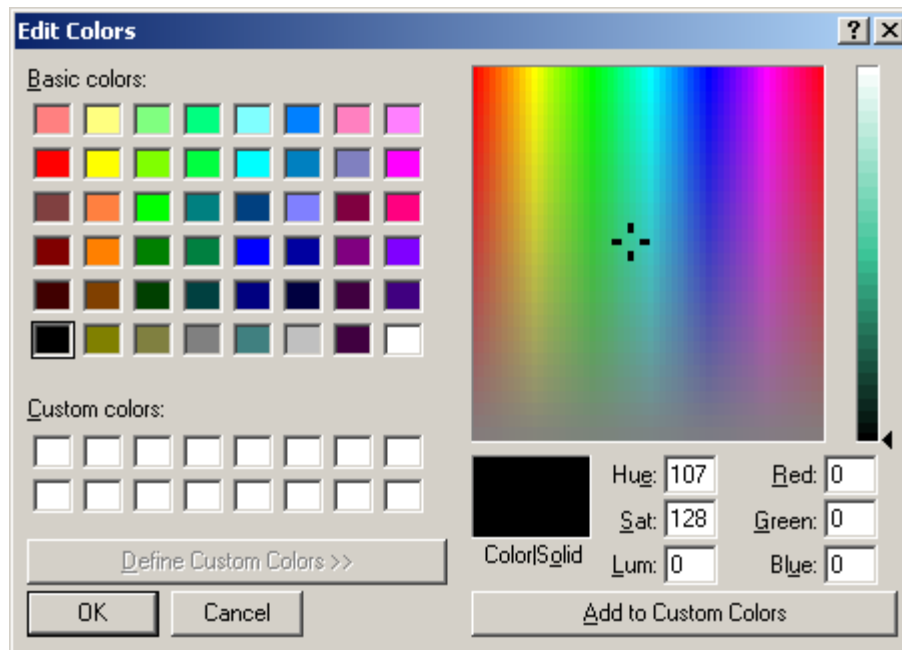 Edit Colors
Basic colors:
Custom colors:
Define Custom Colors >>
OK Cancel
Color|Solid
Hue: 107 Red: 0
Sat: 128 Green: 0
Lum: 0 Blue: 0
Add to Custom Colors